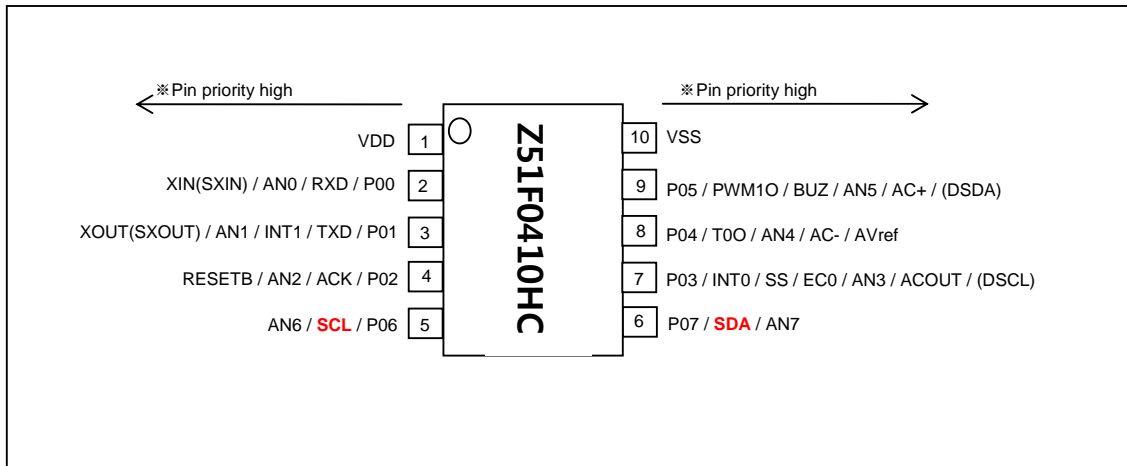 ※Pin priority high
※Pin priority high
VDD 1
10 VSS
XIN(SXIN) / AN0 / RXD / P00 2
9 P05 / PWM1O / BUZ / AN5 / AC+ / (DSDA)
XOUT(SXOUT) / AN1 / INT1 / TXD / P01 3
8 P04 / T0O / AN4 / AC- / AVref
RESETB / AN2 / ACK / P02 4
7 P03 / INT0 / SS / EC0 / AN3 / ACOUT / (DSCL)
AN6 / SCL / P06 5
6 P07 / SDA / AN7
Z51F0410HC